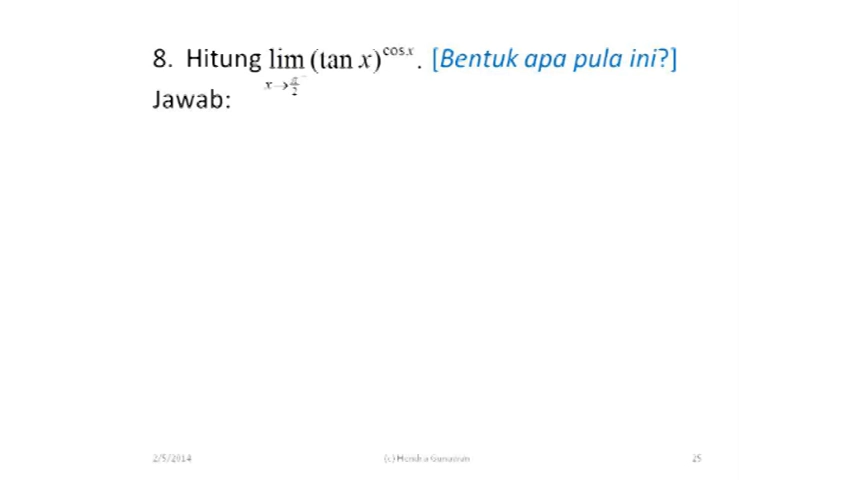 8. Hitung lim (tan x)^cos x . [Bentuk apa pula ini?]
x→π/2⁻
Jawab:
2/5/2014 (c) Hendra Gunawan 25